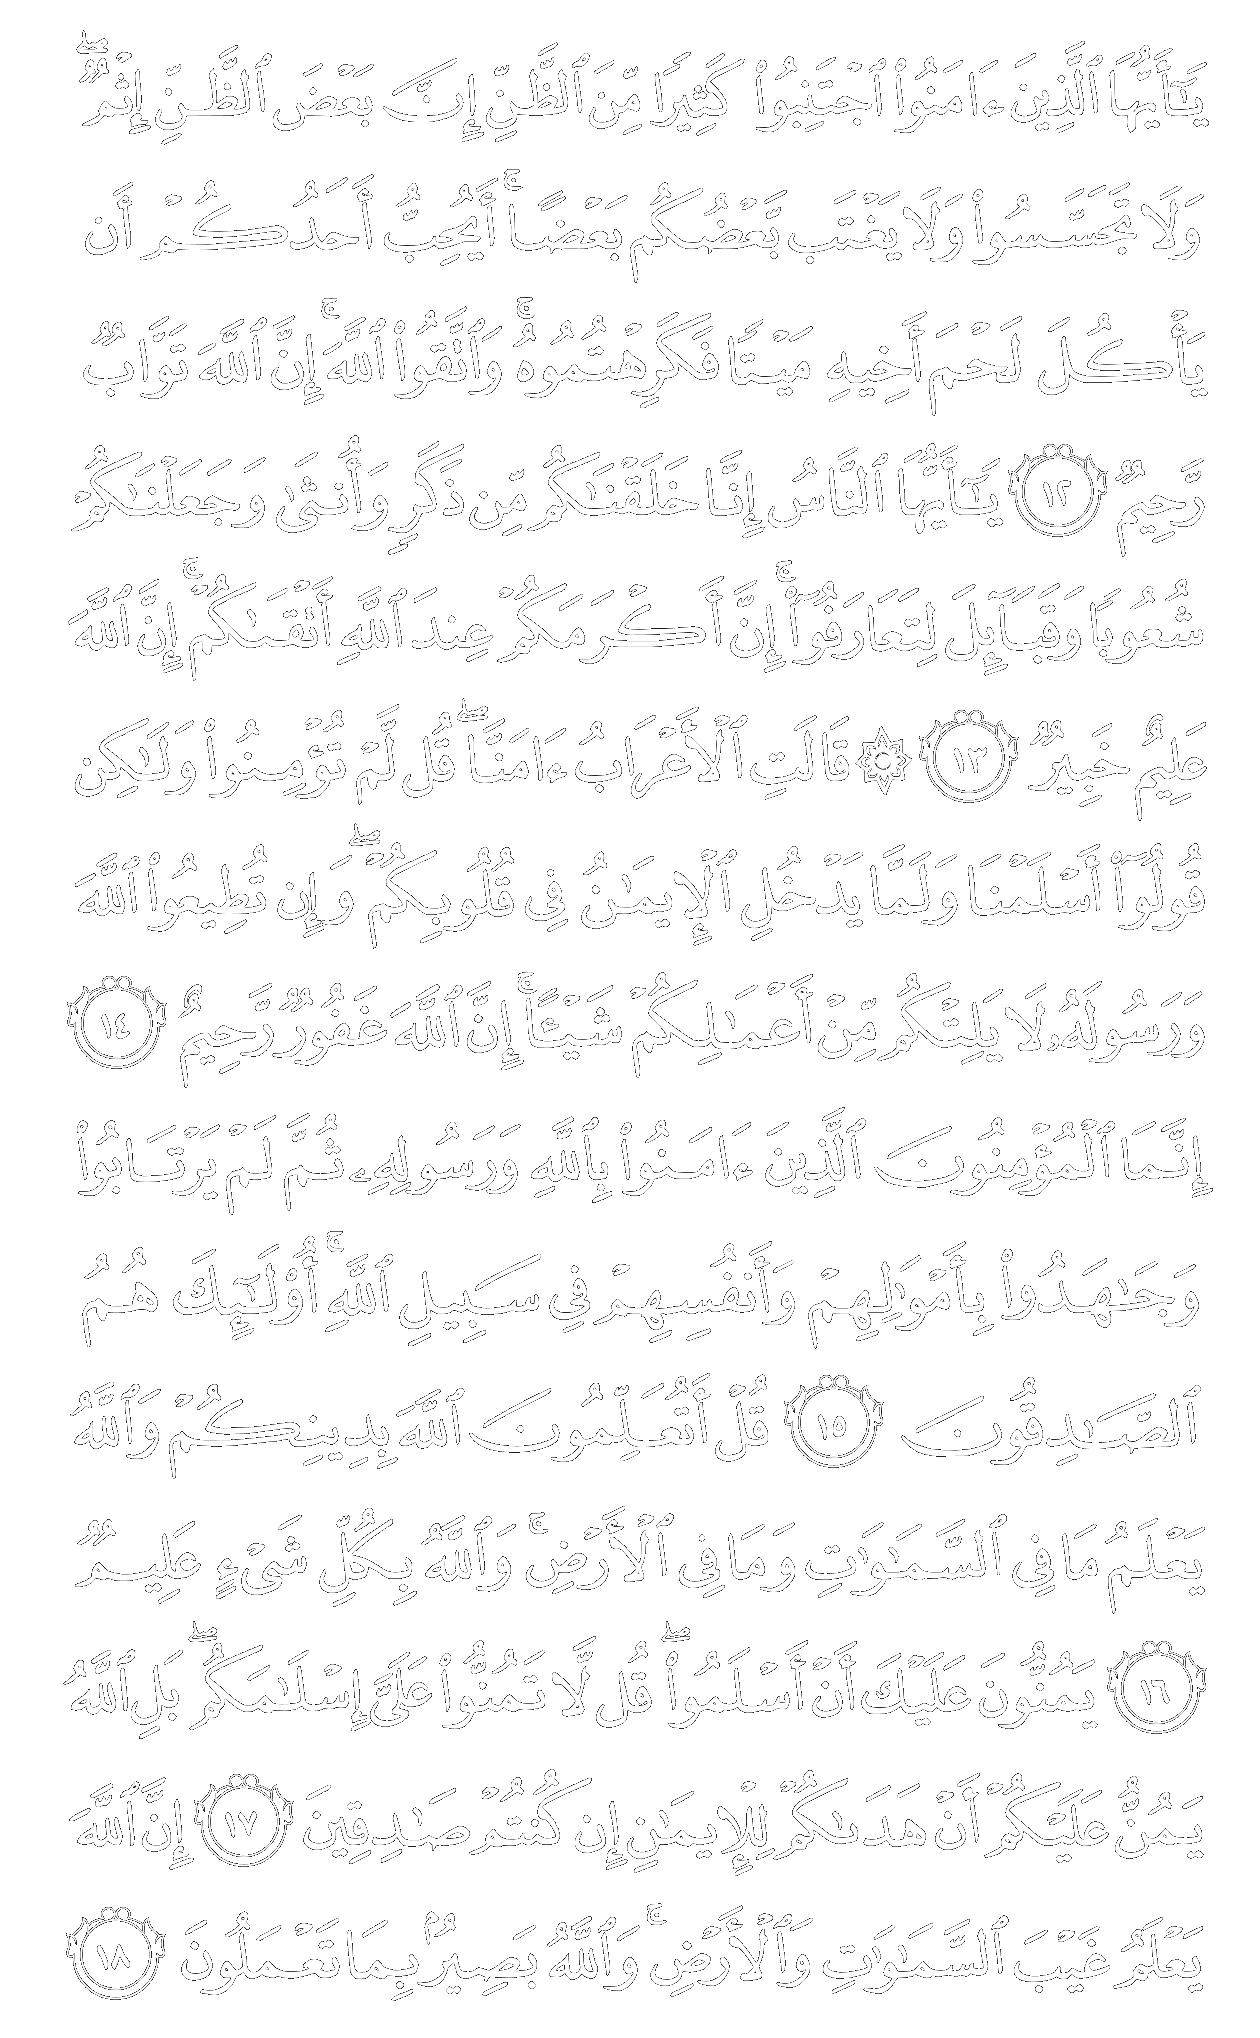 يَـٰٓأَيُّهَا ٱلَّذِينَ ءَامَنُوا۟ ٱجْتَنِبُوا۟ كَثِيرًا مِّنَ ٱلظَّنِّ إِنَّ بَعْضَ ٱلظَّنِّ إِثْمٌ ۖ
وَلَا تَجَسَّسُوا۟ وَلَا يَغْتَب بَّعْضُكُم بَعْضًا ۚ أَيُحِبُّ أَحَدُكُمْ أَن
يَأْكُلَ لَحْمَ أَخِيهِ مَيْتًا فَكَرِهْتُمُوهُ ۚ وَٱتَّقُوا۟ ٱللَّهَ ۚ إِنَّ ٱللَّهَ تَوَّابٌ
رَّحِيمٌ ١٢ يَـٰٓأَيُّهَا ٱلنَّاسُ إِنَّا خَلَقْنَـٰكُم مِّن ذَكَرٍ وَأُنثَىٰ وَجَعَلْنَـٰكُمْ
شُعُوبًا وَقَبَآئِلَ لِتَعَارَفُوٓا۟ ۚ إِنَّ أَكْرَمَكُمْ عِندَ ٱللَّهِ أَتْقَىٰكُمْ ۚ إِنَّ ٱللَّهَ
عَلِيمٌ خَبِيرٌ ١٣ ۞ قَالَتِ ٱلْأَعْرَابُ ءَامَنَّا ۖ قُل لَّمْ تُؤْمِنُوا۟ وَلَـٰكِن
قُولُوٓا۟ أَسْلَمْنَا وَلَمَّا يَدْخُلِ ٱلْإِيمَـٰنُ فِى قُلُوبِكُمْ ۖ وَإِن تُطِيعُوا۟ ٱللَّهَ
وَرَسُولَهُۥ لَا يَلِتْكُم مِّنْ أَعْمَـٰلِكُمْ شَيْـًٔا ۚ إِنَّ ٱللَّهَ غَفُورٌ رَّحِيمٌ ١٤
إِنَّمَا ٱلْمُؤْمِنُونَ ٱلَّذِينَ ءَامَنُوا۟ بِٱللَّهِ وَرَسُولِهِۦ ثُمَّ لَمْ يَرْتَابُوا۟
وَجَـٰهَدُوا۟ بِأَمْوَٰلِهِمْ وَأَنفُسِهِمْ فِى سَبِيلِ ٱللَّهِ ۚ أُو۟لَـٰٓئِكَ هُمُ
ٱلصَّـٰدِقُونَ ١٥ قُلْ أَتُعَلِّمُونَ ٱللَّهَ بِدِينِكُمْ وَٱللَّهُ
يَعْلَمُ مَا فِى ٱلسَّمَـٰوَٰتِ وَمَا فِى ٱلْأَرْضِ ۚ وَٱللَّهُ بِكُلِّ شَىْءٍ عَلِيمٌ
١٦ يَمُنُّونَ عَلَيْكَ أَنْ أَسْلَمُوا۟ ۖ قُل لَّا تَمُنُّوا۟ عَلَىَّ إِسْلَـٰمَكُم ۖ بَلِ ٱللَّهُ
يَمُنُّ عَلَيْكُمْ أَنْ هَدَىٰكُمْ لِلْإِيمَـٰنِ إِن كُنتُمْ صَـٰدِقِينَ ١٧ إِنَّ ٱللَّهَ
يَعْلَمُ غَيْبَ ٱلسَّمَـٰوَٰتِ وَٱلْأَرْضِ ۚ وَٱللَّهُ بَصِيرٌۢ بِمَا تَعْمَلُونَ ١٨